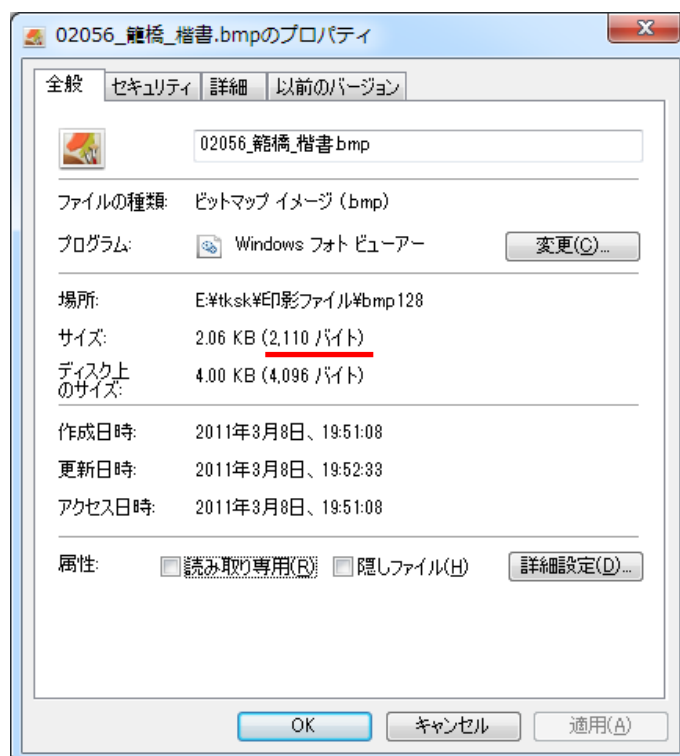 02056_籠橋_楷書.bmpのプロパティ
全般 セキュリティ 詳細 以前のバージョン
02056_籠橋_楷書.bmp
ファイルの種類: ビットマップ イメージ (.bmp)
プログラム: Windows フォト ビューアー 変更(C)...
場所: E:¥tksk¥印影ファイル¥bmp128
サイズ: 2.06 KB (2,110 バイト)
ディスク上
のサイズ: 4.00 KB (4,096 バイト)
作成日時: 2011年3月8日、19:51:08
更新日時: 2011年3月8日、19:52:33
アクセス日時: 2011年3月8日、19:51:08
属性: 読み取り専用(R) 隠しファイル(H) 詳細設定(D)...
OK キャンセル 適用(A)